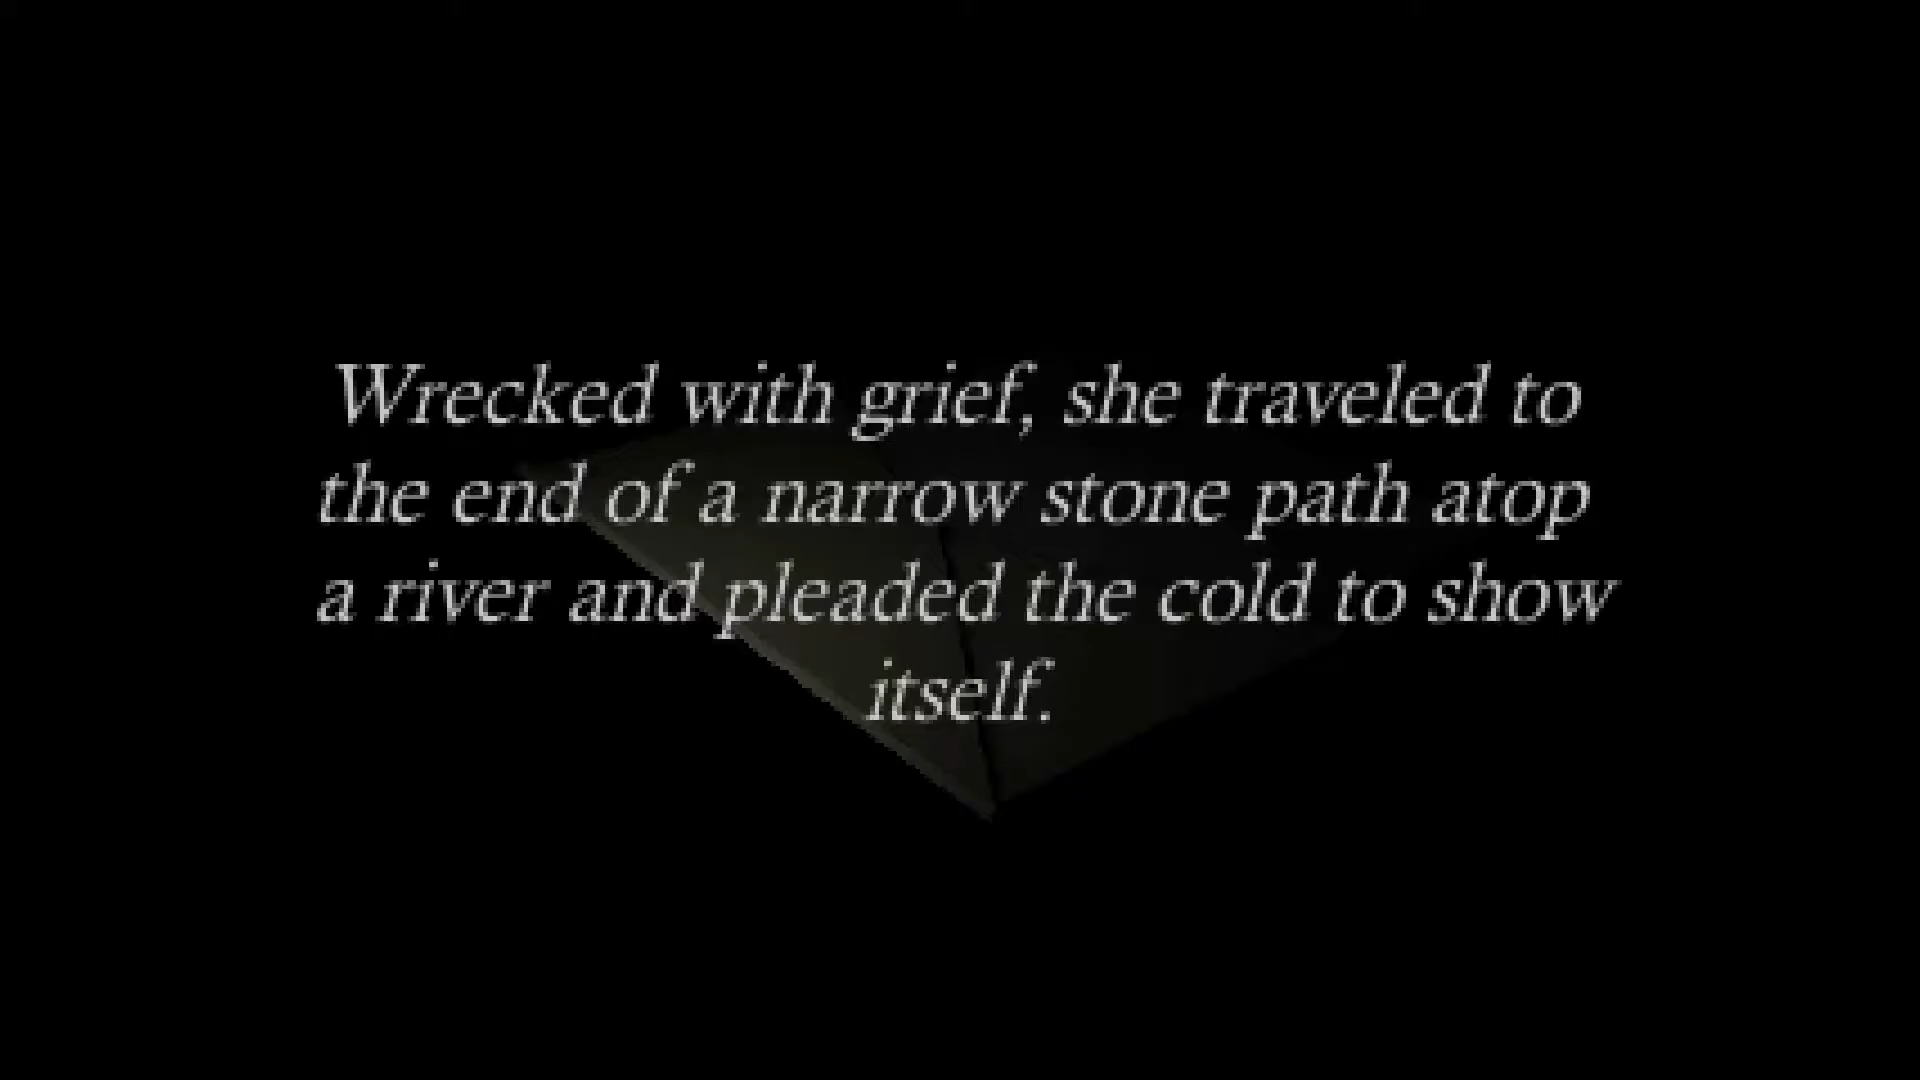 Wrecked with grief, she traveled to
the end of a narrow stone path atop
a river and pleaded the cold to show
itself.